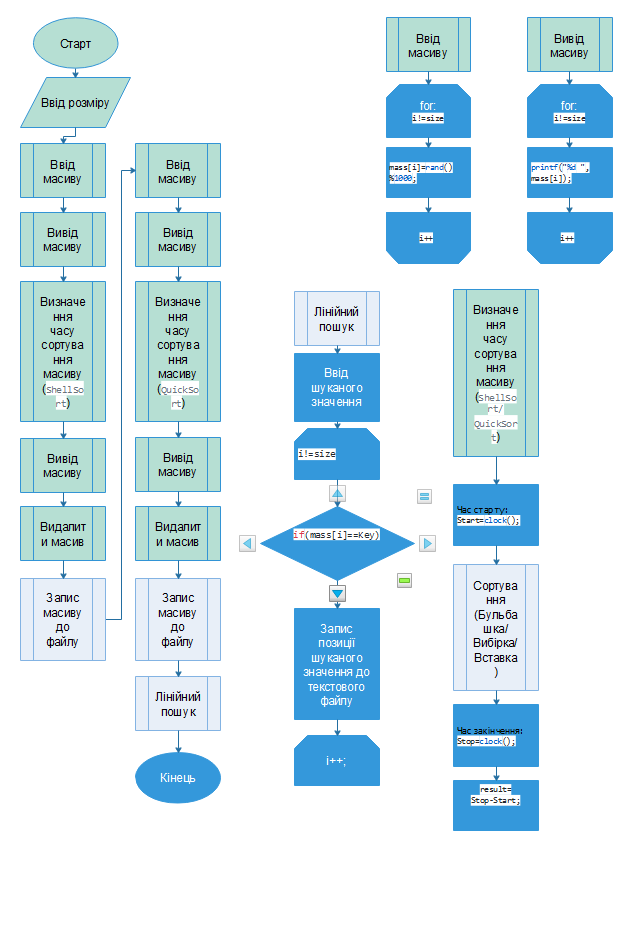 Старт
Ввід розміру
Ввід
масиву
Вивід
масиву
Визначе
ння
часу
сортува
ння
масиву
(ShellSo
rt)
Вивід
масиву
Видалит
и масив
Запис
масиву
до
файлу
Ввід
масиву
Вивід
масиву
Визначе
ння
часу
сортува
ння
масиву
(QuickSo
rt)
Вивід
масиву
Видалит
и масив
Запис
масиву
до
файлу
Лінійний
пошук
Кінець
Ввід
масиву
for:
i!=size
mass[i]=rand()
%1000;
i++
Вивід
масиву
for:
i!=size
printf("%d ",
mass[i]);
i++
Лінійний
пошук
Ввід
шуканого
значення
i!=size
if(mass[i]==Key)
Запис
позиції
шуканого
значення до
текстового
файлу
i++;
Визначе
ння
часу
сортува
ння
масиву
(ShellSo
rt/
QuickSor
t)
Час старту:
Start=clock();
Сортува
ння
(Бульба
шка/
Вибірка/
Вставка
)
Час закінчення:
Stop=clock();
result=
Stop-Start;